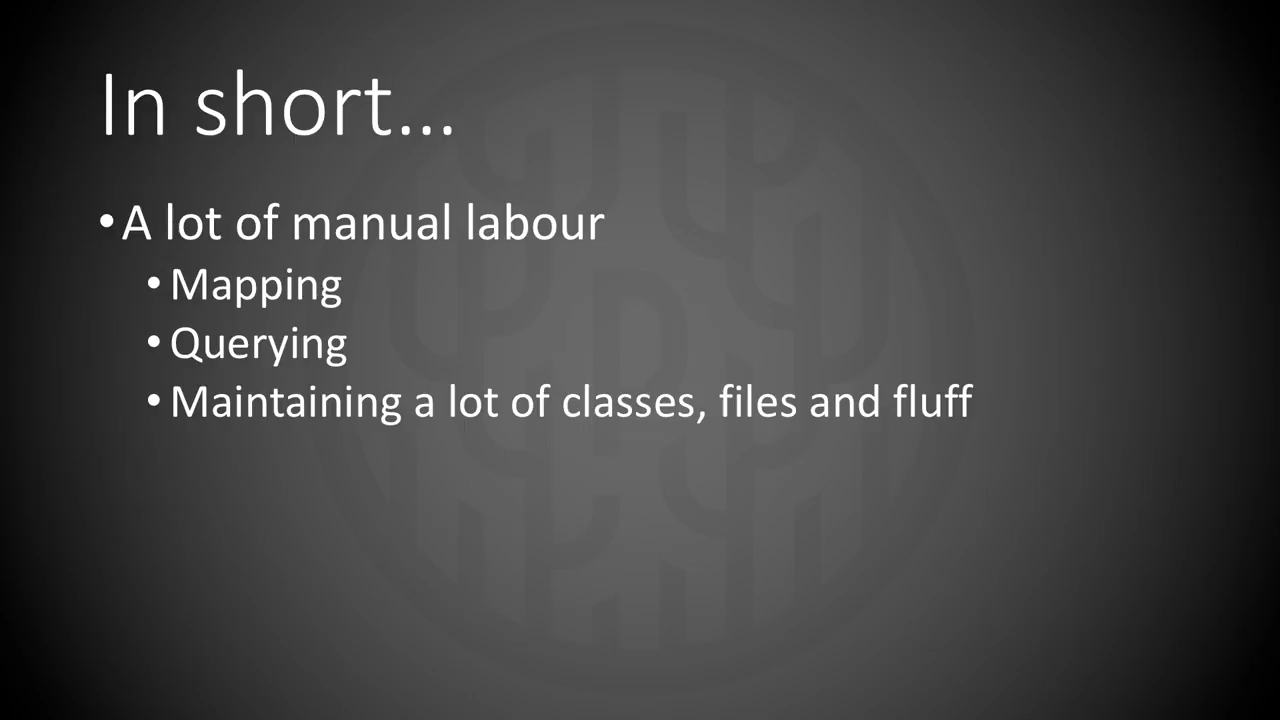 In short...
•A lot of manual labour
•Mapping
•Querying
•Maintaining a lot of classes, files and fluff